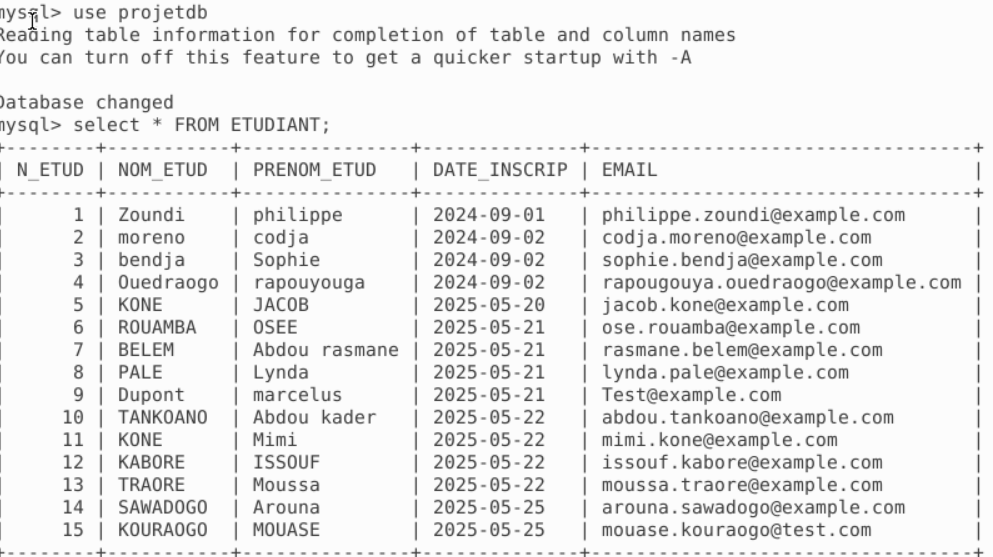 mysql> use projetdb
Reading table information for completion of table and column names
You can turn off this feature to get a quicker startup with -A
Database changed
mysql> select * FROM ETUDIANT;
+--------+-----------+---------------+--------------+----------------------------------+
| N_ETUD | NOM_ETUD | PRENOM_ETUD | DATE_INSCRIP | EMAIL |
+--------+-----------+---------------+--------------+----------------------------------+
| 1 | Zoundi | philippe | 2024-09-01 | philippe.zoundi@example.com |
| 2 | moreno | codja | 2024-09-02 | codja.moreno@example.com |
| 3 | bendja | Sophie | 2024-09-02 | sophie.bendja@example.com |
| 4 | Ouedraogo | rapouyouga | 2024-09-02 | rapougouya.ouedraogo@example.com |
| 5 | KONE | JACOB | 2025-05-20 | jacob.kone@example.com |
| 6 | ROUAMBA | OSEE | 2025-05-21 | ose.rouamba@example.com |
| 7 | BELEM | Abdou rasmane | 2025-05-21 | rasmane.belem@example.com |
| 8 | PALE | Lynda | 2025-05-21 | lynda.pale@example.com |
| 9 | Dupont | marcelus | 2025-05-21 | Test@example.com |
| 10 | TANKOANO | Abdou kader | 2025-05-22 | abdou.tankoano@example.com |
| 11 | KONE | Mimi | 2025-05-22 | mimi.kone@example.com |
| 12 | KABORE | ISSOUF | 2025-05-22 | issouf.kabore@example.com |
| 13 | TRAORE | Moussa | 2025-05-22 | moussa.traore@example.com |
| 14 | SAWADOGO | Arouna | 2025-05-25 | arouna.sawadogo@example.com |
| 15 | KOURAOGO | MOUASE | 2025-05-25 | mouase.kouraogo@test.com |
+--------+-----------+---------------+--------------+----------------------------------+